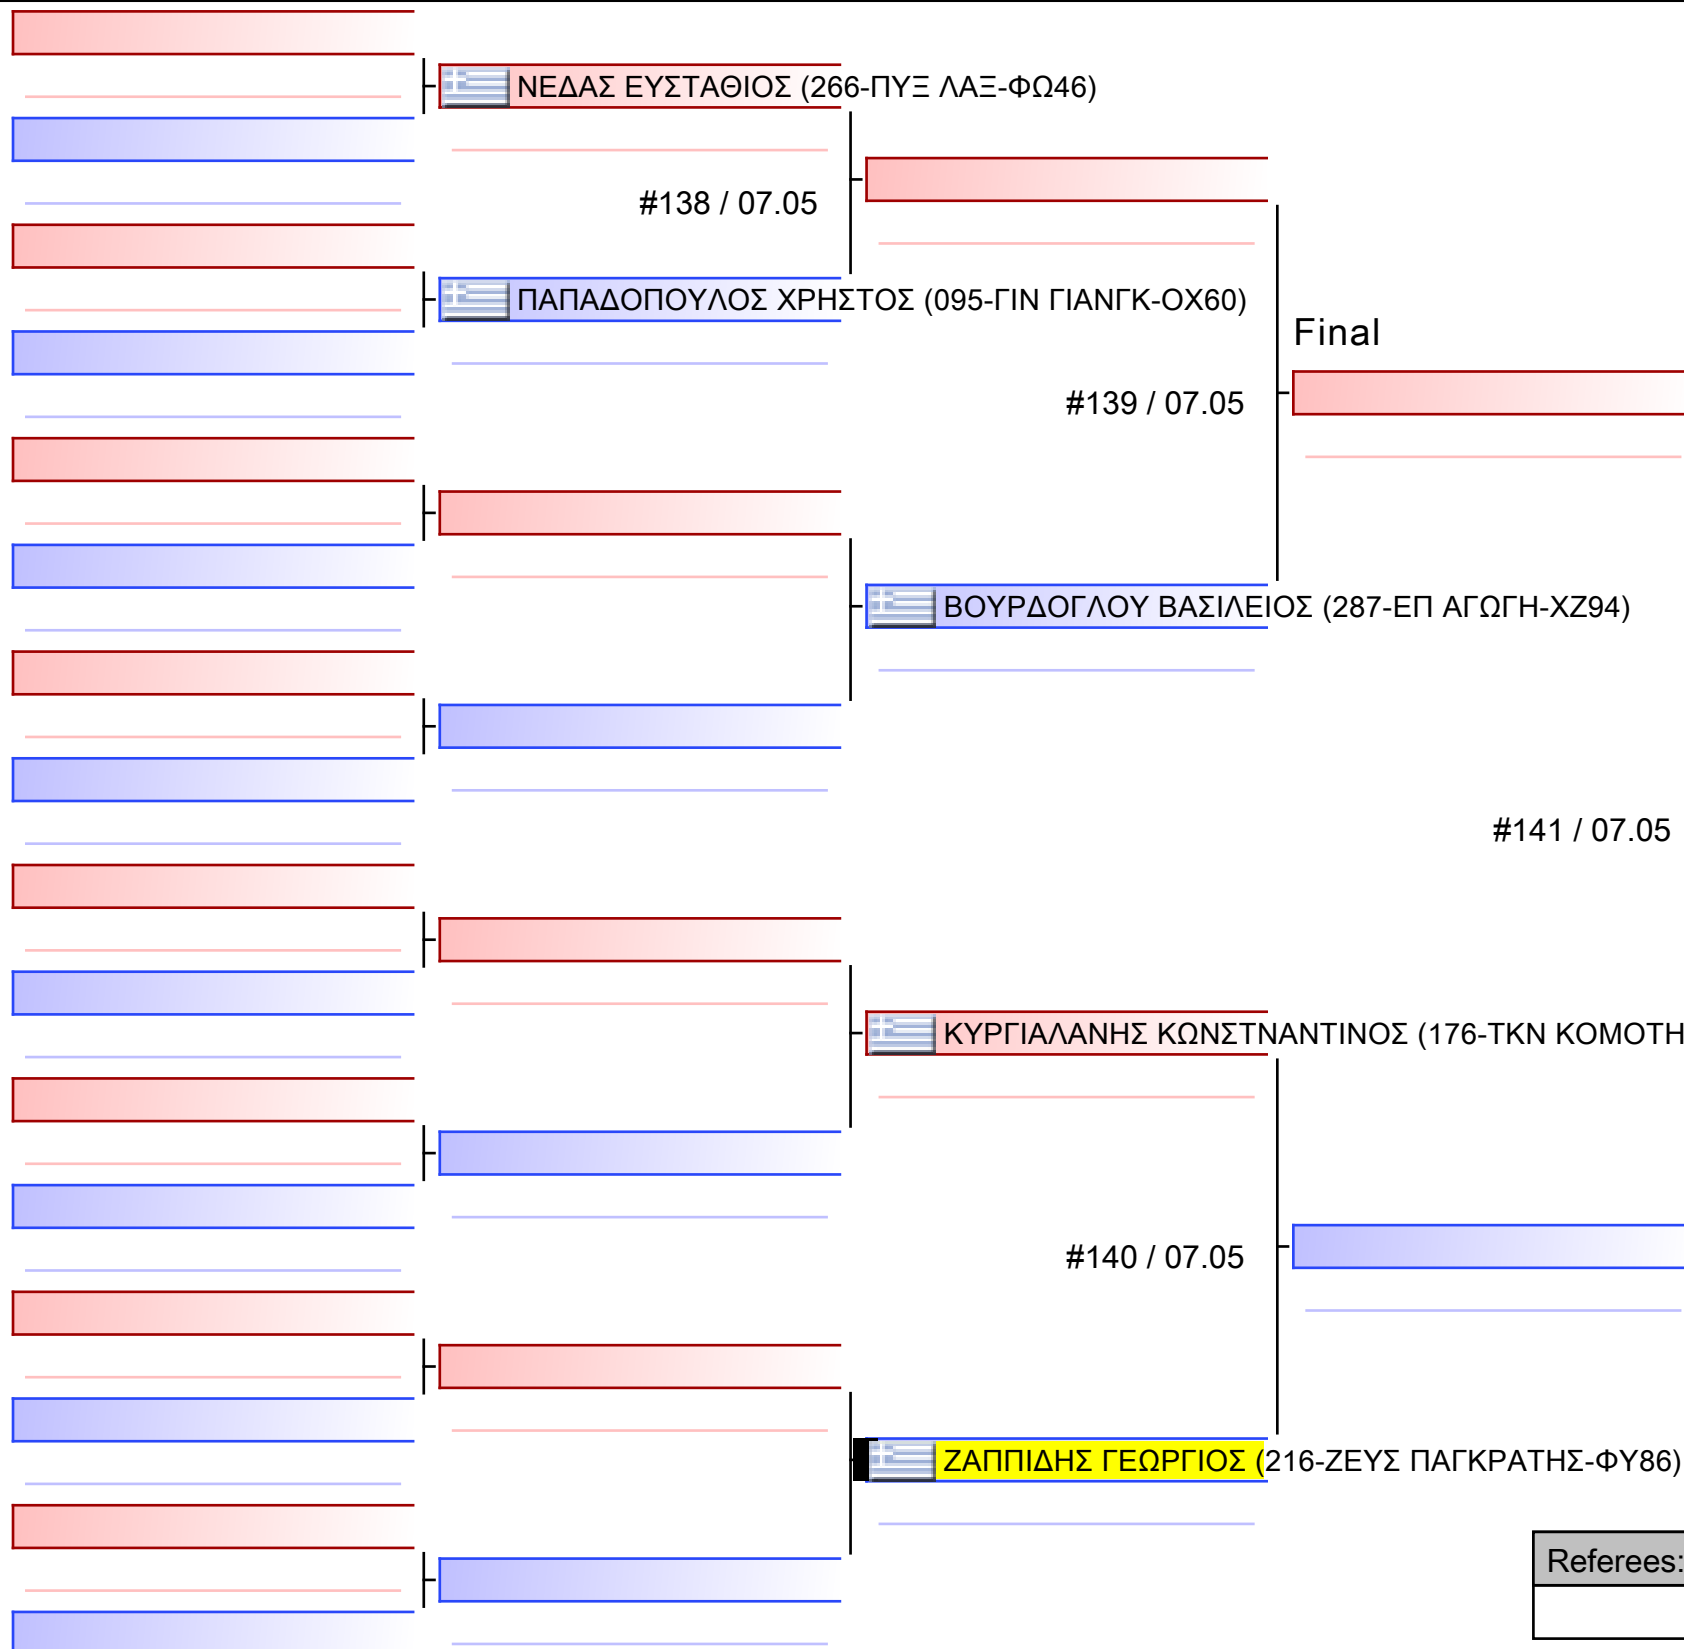 ΝΕΔΑΣ ΕΥΣΤΑΘΙΟΣ (266-ΠΥΞ ΛΑΞ-ΦΩ46)
#138 / 07.05
ΠΑΠΑΔΟΠΟΥΛΟΣ ΧΡΗΣΤΟΣ (095-ΓΙΝ ΓΙΑΝΓΚ-ΟΧ60)
Final
#139 / 07.05
ΒΟΥΡΔΟΓΛΟΥ ΒΑΣΙΛΕΙΟΣ (287-ΕΠ ΑΓΩΓΗ-ΧΖ94)
#141 / 07.05
ΚΥΡΓΙΑΛΑΝΗΣ ΚΩΝΣΤΝΑΝΤΙΝΟΣ (176-ΤΚΝ ΚΟΜΟΤΗ
#140 / 07.05
ΖΑΠΠΙΔΗΣ ΓΕΩΡΓΙΟΣ (216-ΖΕΥΣ ΠΑΓΚΡΑΤΗΣ-ΦΥ86)
Referees: